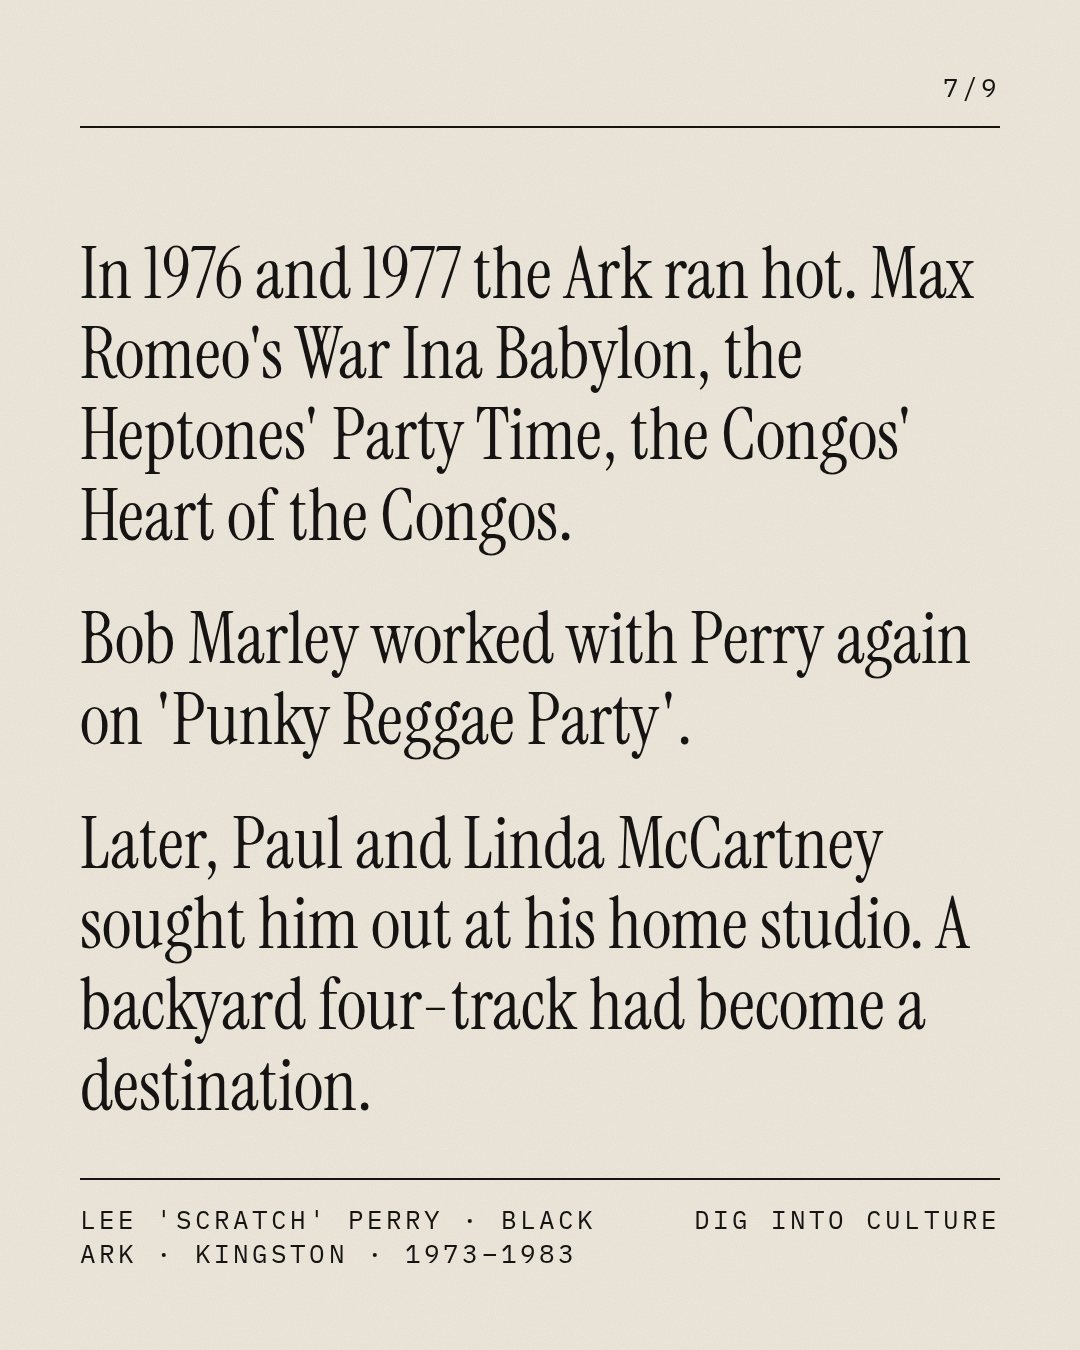 7/9
In 1976 and 1977 the Ark ran hot. Max
Romeo's War Ina Babylon, the
Heptones' Party Time, the Congos'
Heart of the Congos.
Bob Marley worked with Perry again
on 'Punky Reggae Party'.
Later, Paul and Linda McCartney
sought him out at his home studio. A
backyard four-track had become a
destination.
LEE 'SCRATCH' PERRY · BLACK
ARK · KINGSTON · 1973–1983
DIG INTO CULTURE